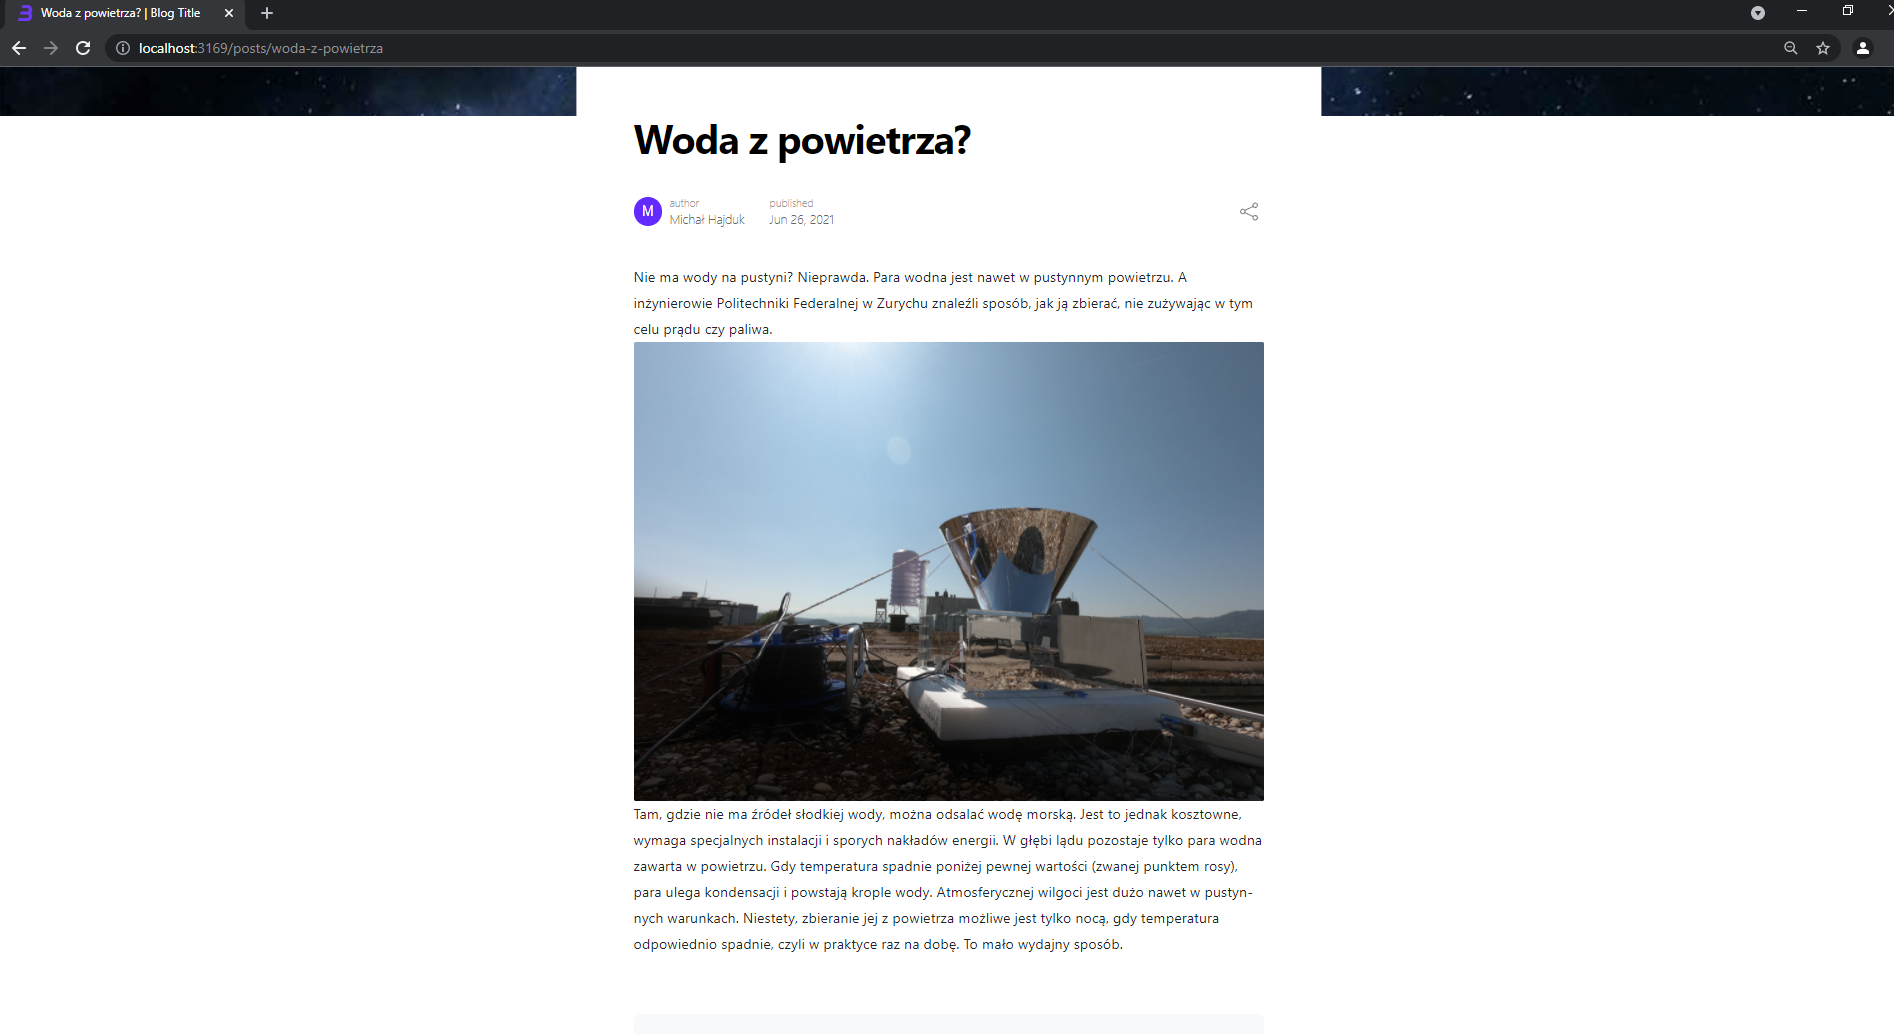 Woda z powietrza? | Blog Title
localhost:3169/posts/woda-z-powietrza
Woda z powietrza?
M
author
Michał Hajduk
published
Jun 26, 2021
Nie ma wody na pustyni? Nieprawda. Para wodna jest nawet w pustynnym powietrzu. A
inżynierowie Politechniki Federalnej w Zurychu znaleźli sposób, jak ją zbierać, nie zużywając w tym
celu prądu czy paliwa.
Tam, gdzie nie ma źródeł słodkiej wody, można odsalać wodę morską. Jest to jednak kosztowne,
wymaga specjalnych instalacji i sporych nakładów energii. W głębi lądu pozostaje tylko para wodna
zawarta w powietrzu. Gdy temperatura spadnie poniżej pewnej wartości (zwanej punktem rosy),
para ulega kondensacji i powstają krople wody. Atmosferycznej wilgoci jest dużo nawet w pustyn-
nych warunkach. Niestety, zbieranie jej z powietrza możliwe jest tylko nocą, gdy temperatura
odpowiednio spadnie, czyli w praktyce raz na dobę. To mało wydajny sposób.